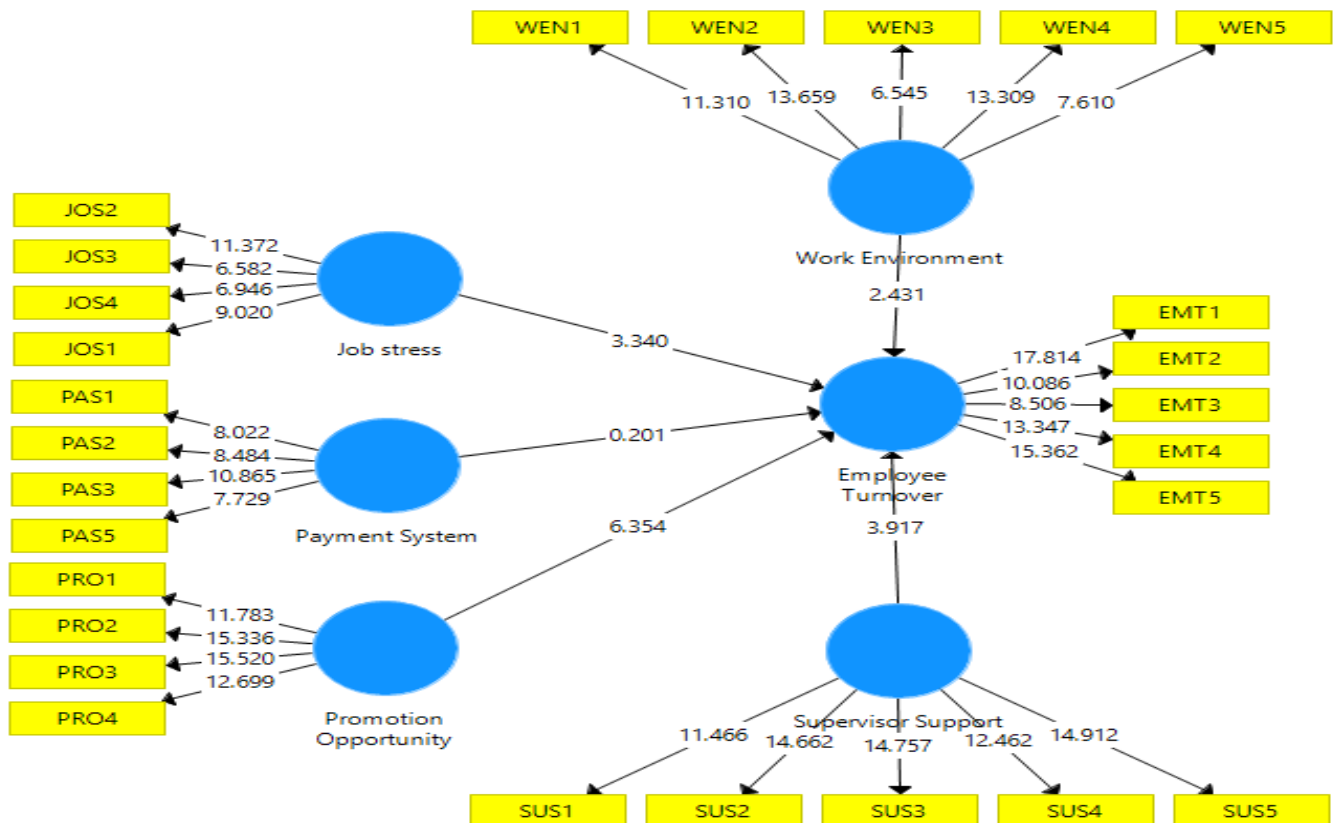 WEN1 WEN2 WEN3 WEN4 WEN5
11.310 13.659 6.545 13.309 7.610
Work Environment
2.431
JOS2
JOS3
JOS4
JOS1
11.372
6.582
6.946
9.020
Job stress
3.340
PAS1
PAS2
PAS3
PAS5
8.022
8.484
10.865
7.729
Payment System
0.201
PRO1
PRO2
PRO3
PRO4
11.783
15.336
15.520
12.699
Promotion
Opportunity
6.354
Employee
Turnover
17.814
10.086
8.506
13.347
15.362
EMT1
EMT2
EMT3
EMT4
EMT5
3.917
Supervisor Support
11.466 14.662 14.757 12.462 14.912
SUS1 SUS2 SUS3 SUS4 SUS5